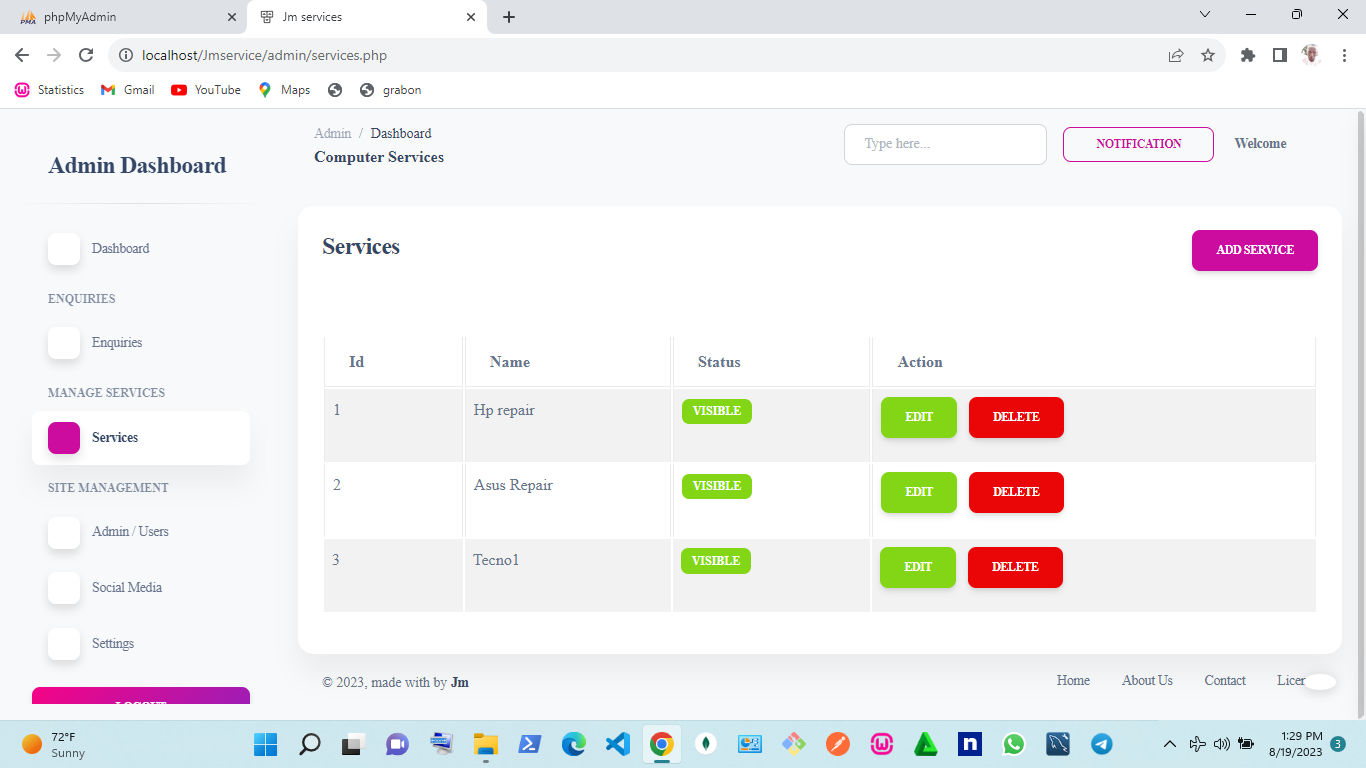 phpMyAdmin
Jm services
localhost/Jmservice/admin/services.php
Statistics
Gmail
YouTube
Maps
grabon
Admin Dashboard
Admin / Dashboard
Computer Services
Type here...
NOTIFICATION
Welcome
Dashboard
ENQUIRIES
Enquiries
MANAGE SERVICES
Services
SITE MANAGEMENT
Admin / Users
Social Media
Settings
LOGOUT
Services
ADD SERVICE
Id Name Status Action
1 Hp repair VISIBLE EDIT DELETE
2 Asus Repair VISIBLE EDIT DELETE
3 Tecno1 VISIBLE EDIT DELETE
© 2023, made with by Jm
Home About Us Contact
72°F
Sunny
1:29 PM
8/19/2023
3